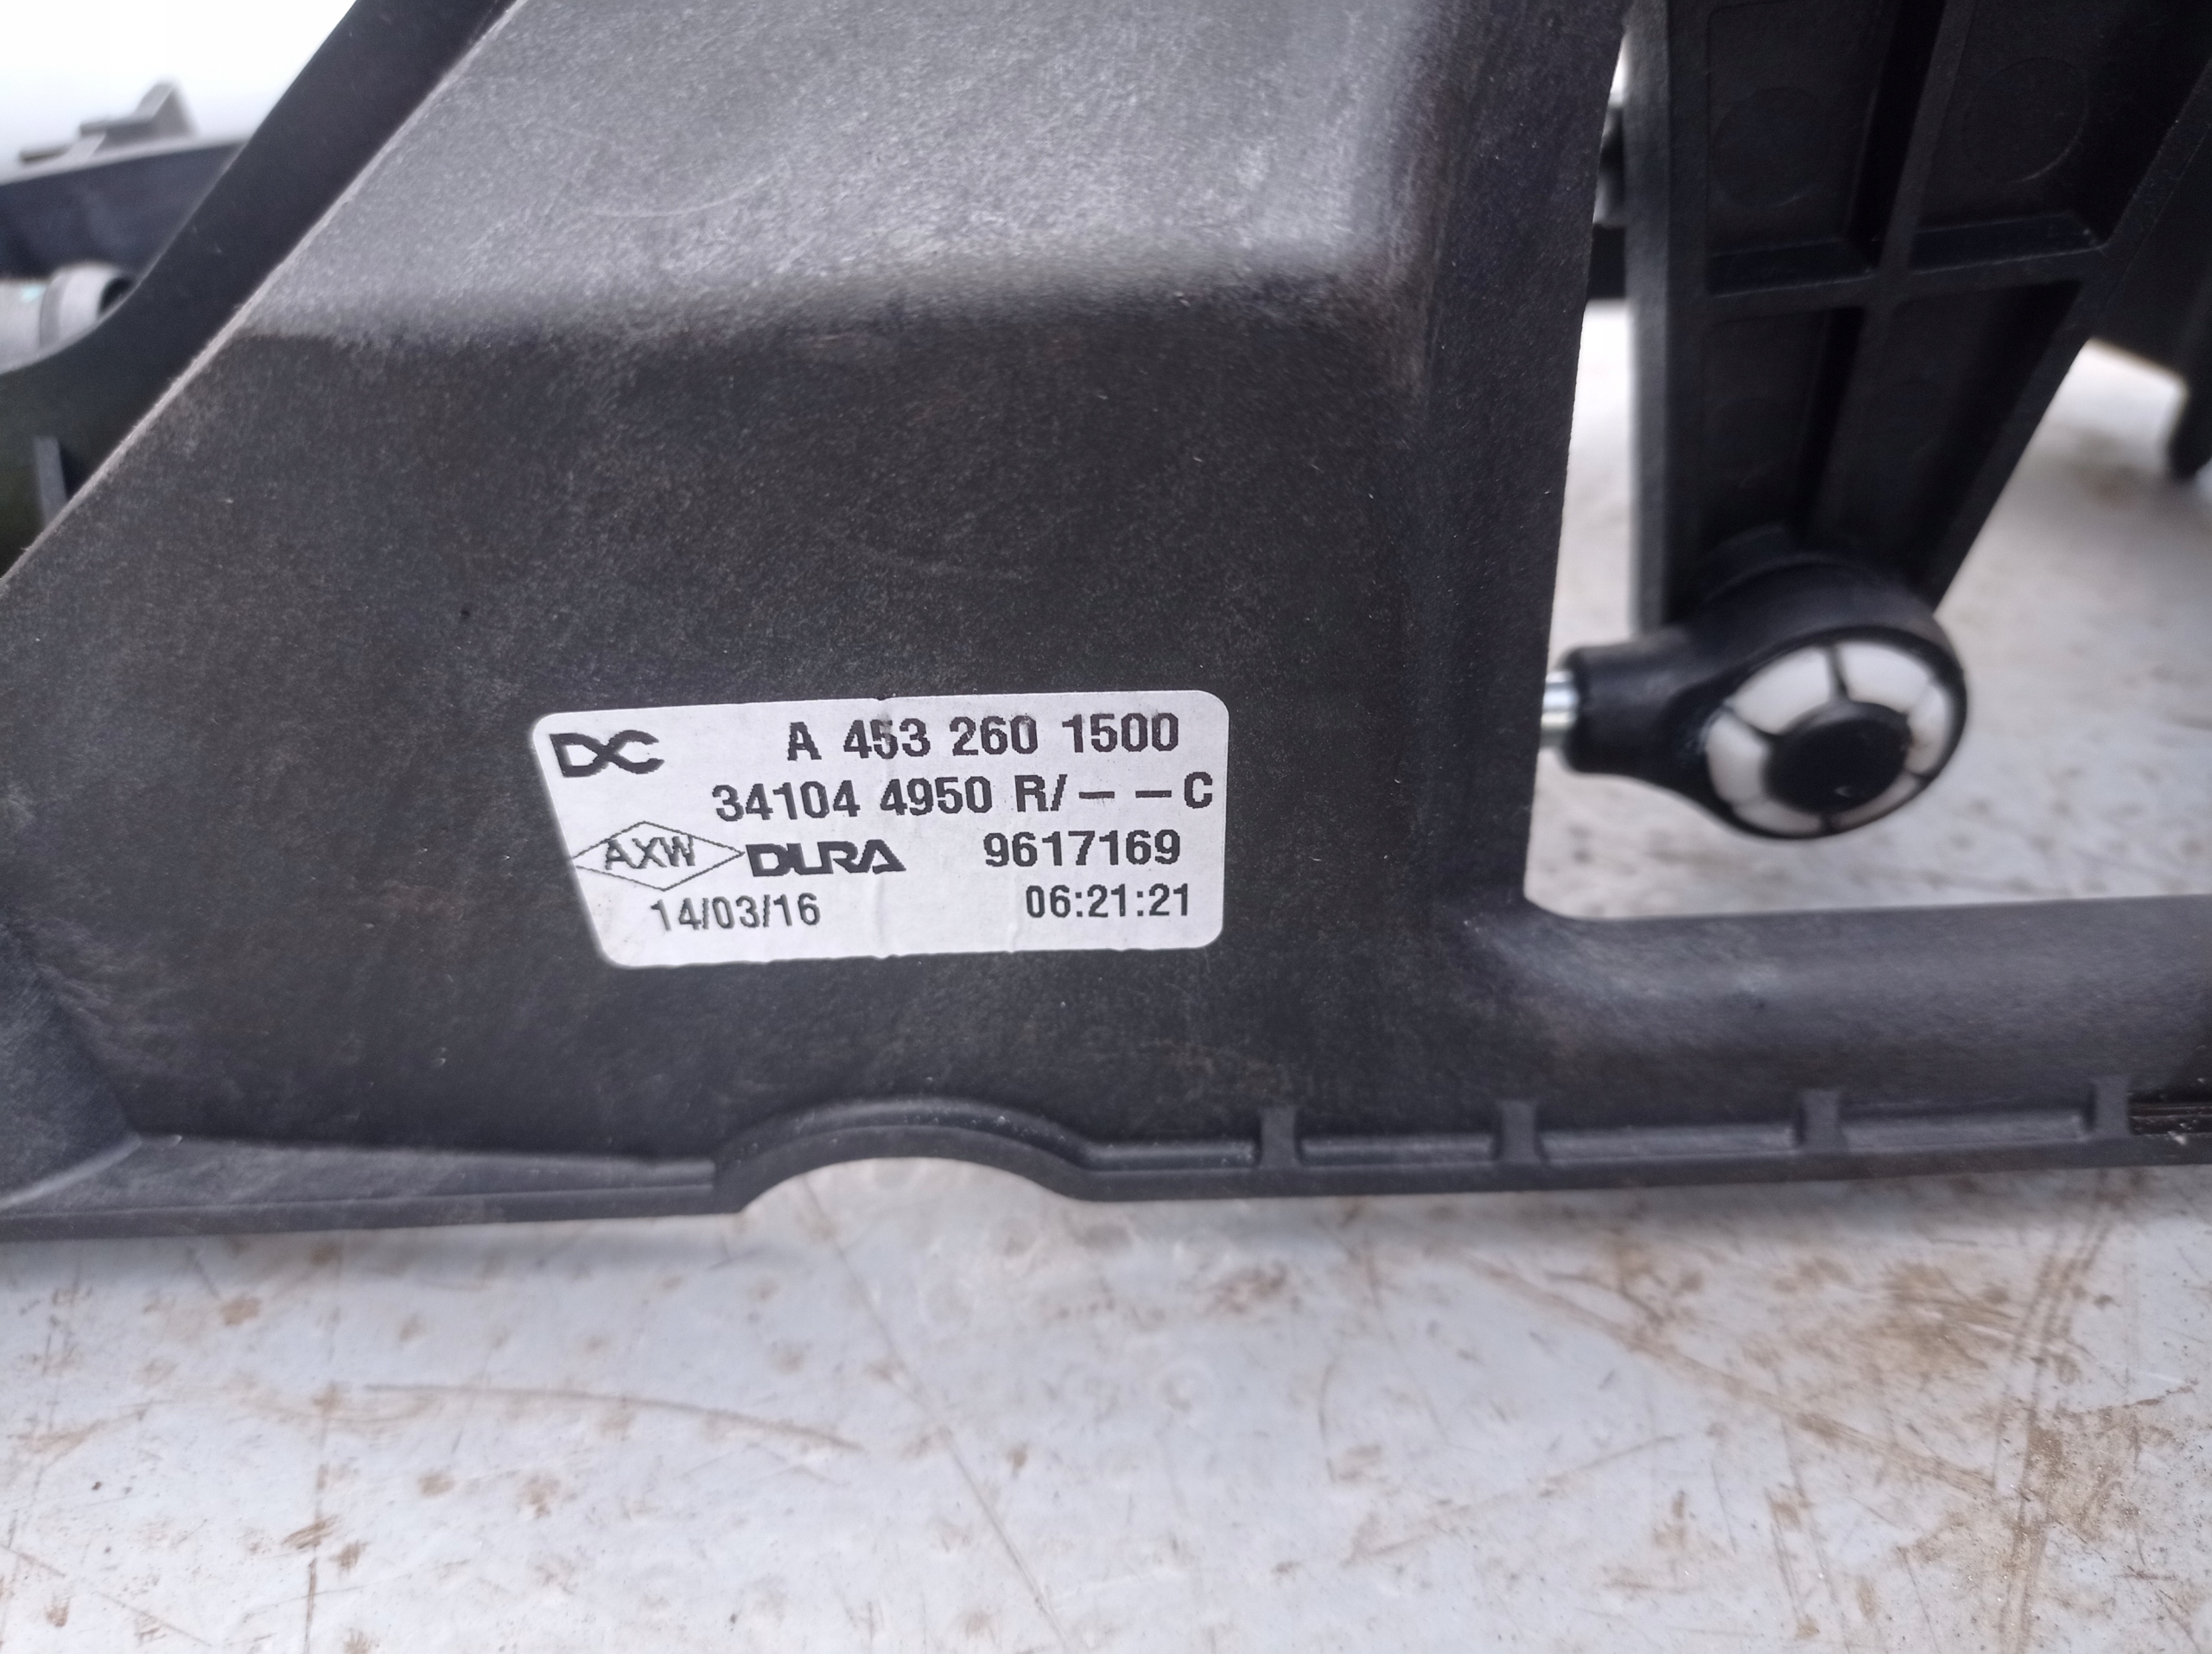 DC A 453 260 1500
34104 4950 R/– –C
AXW DURA 9617169
14/03/16 06:21:21